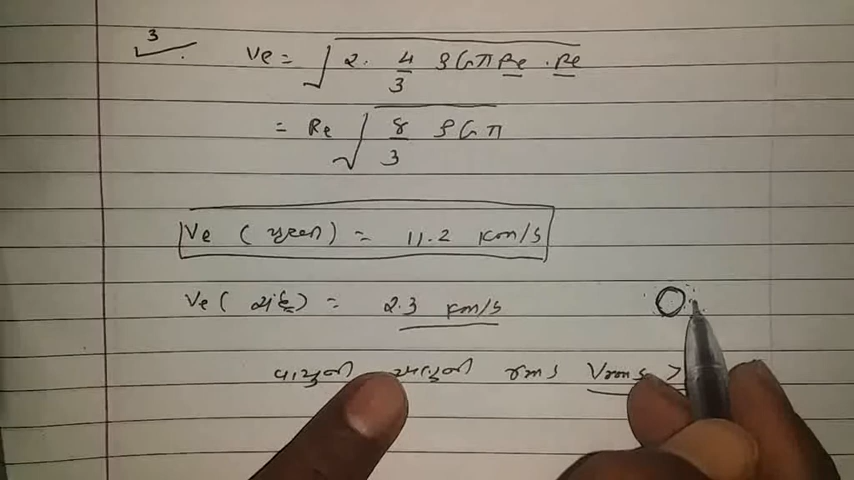 3
Ve = √ 2 · 4/3 ρGπRe · Re
= Re √ 8/3 ρGπ
Ve ( ) = 11.2 Km/s
Ve ( ચંદ્ર ) = 2.3 Km/s
વાયુની rms Vrms >